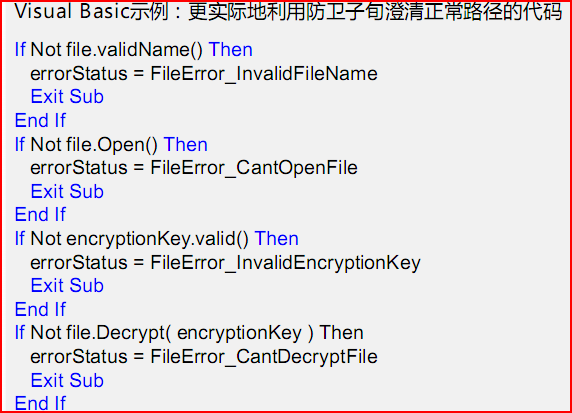 Visual Basic示例：更实际地利用防卫子句澄清正常路径的代码
If Not file.validName() Then
errorStatus = FileError_InvalidFileName
Exit Sub
End If
If Not file.Open() Then
errorStatus = FileError_CantOpenFile
Exit Sub
End If
If Not encryptionKey.valid() Then
errorStatus = FileError_InvalidEncryptionKey
Exit Sub
End If
If Not file.Decrypt( encryptionKey ) Then
errorStatus = FileError_CantDecryptFile
Exit Sub
End If